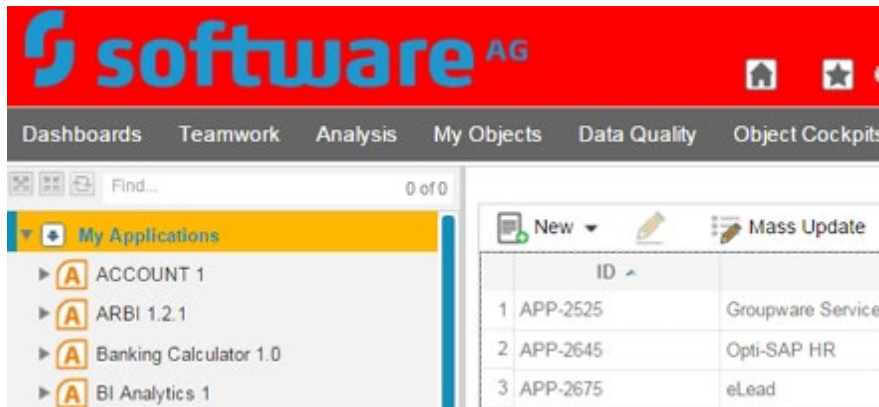 software AG
Dashboards Teamwork Analysis My Objects Data Quality Object Cockpits
Find... 0 of 0
My Applications
ACCOUNT 1
ARBI 1.2.1
Banking Calculator 1.0
BI Analytics 1
New Mass Update
ID
1 APP-2525 Groupware Service
2 APP-2645 Opti-SAP HR
3 APP-2675 eLead